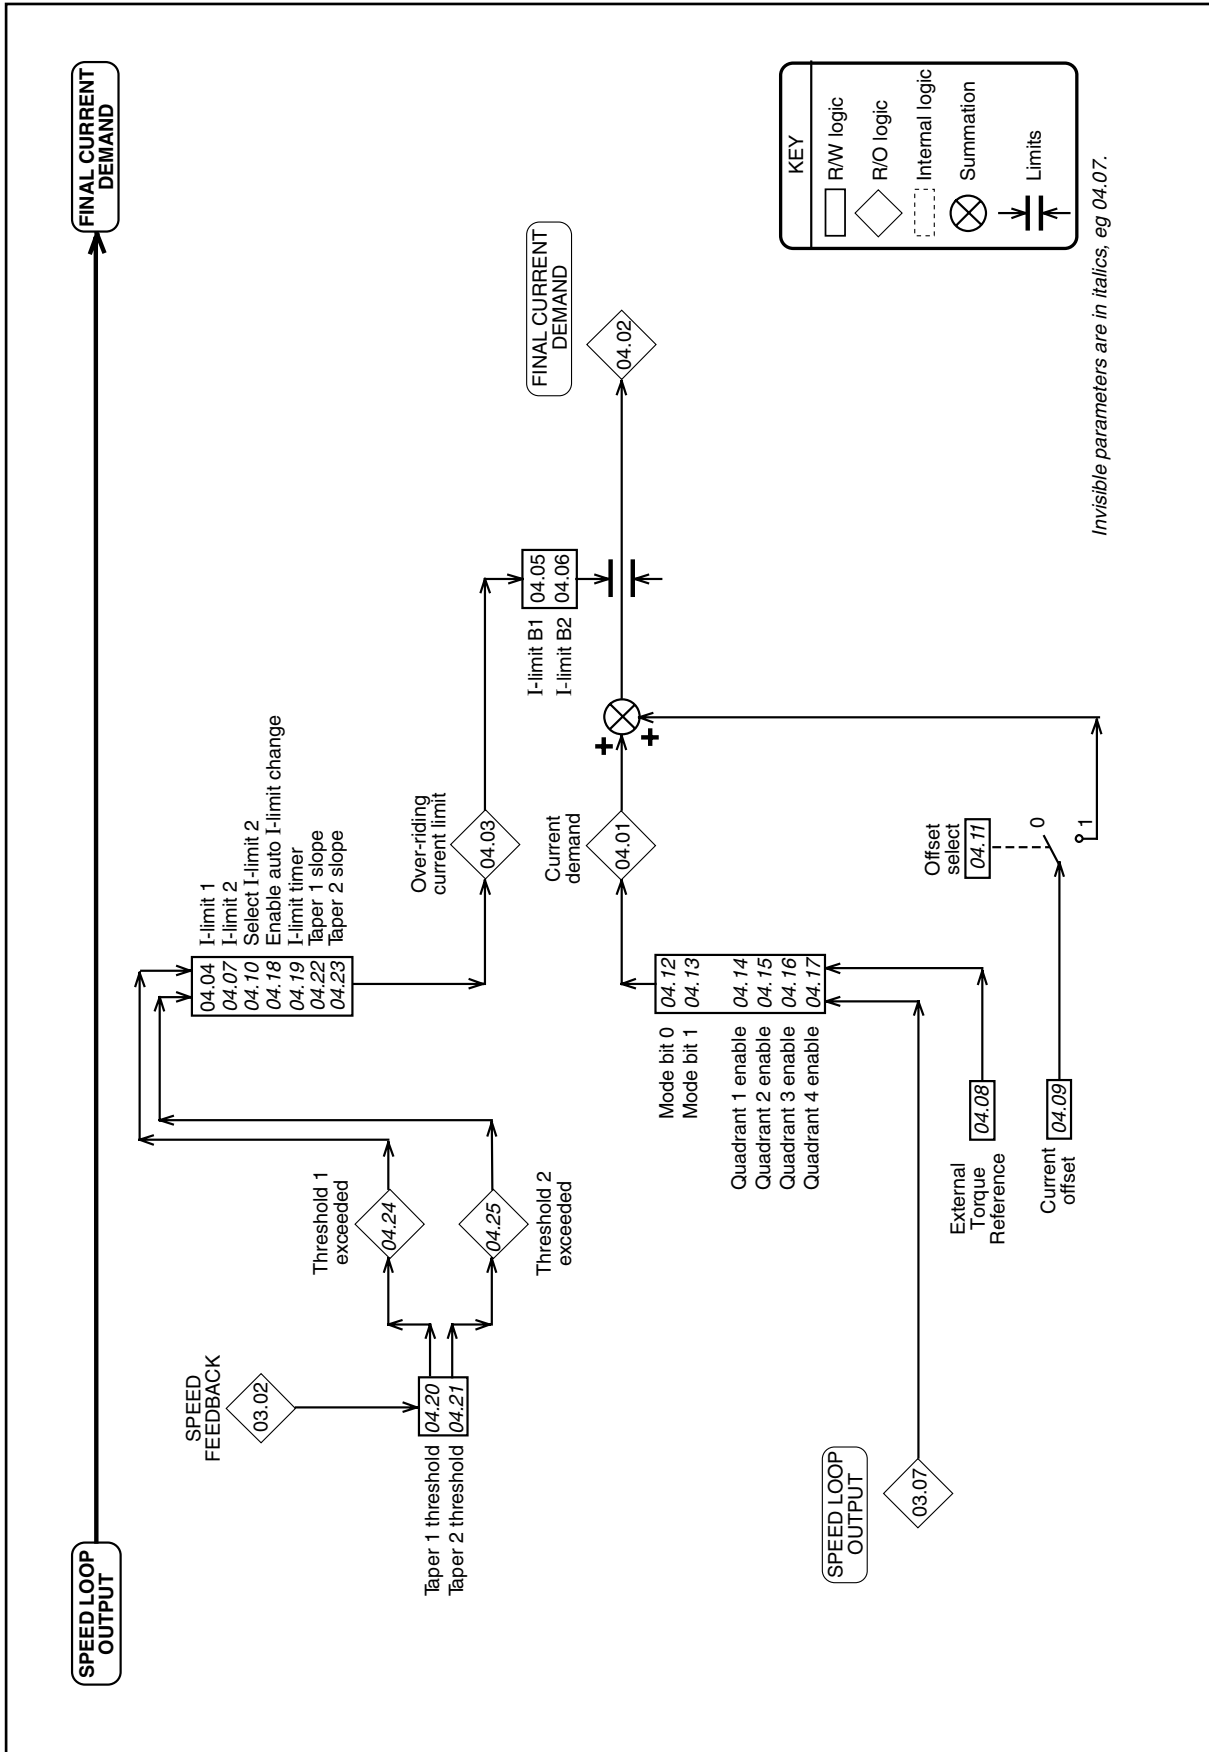 SPEED LOOP
OUTPUT
FINAL CURRENT
DEMAND
SPEED
FEEDBACK
03.02
Taper 1 threshold
Taper 2 threshold
04.20
04.21
Threshold 1
exceeded
04.24
04.25
Threshold 2
exceeded
04.04
04.07
04.10
04.18
04.19
04.22
04.23
I-limit 1
I-limit 2
Select I-limit 2
Enable auto I-limit change
I-limit timer
Taper 1 slope
Taper 2 slope
Over-riding
current limit
04.03
I-limit B1
I-limit B2
04.05
04.06
FINAL CURRENT
DEMAND
04.02
Current
demand
04.01
+
+
Mode bit 0
Mode bit 1
Quadrant 1 enable
Quadrant 2 enable
Quadrant 3 enable
Quadrant 4 enable
04.12
04.13
04.14
04.15
04.16
04.17
SPEED LOOP
OUTPUT
03.07
External
Torque
Reference
04.08
Current
offset
04.09
Offset
select
04.11
0
1
KEY
R/W logic
R/O logic
Internal logic
Summation
Limits
Invisible parameters are in italics, eg 04.07.